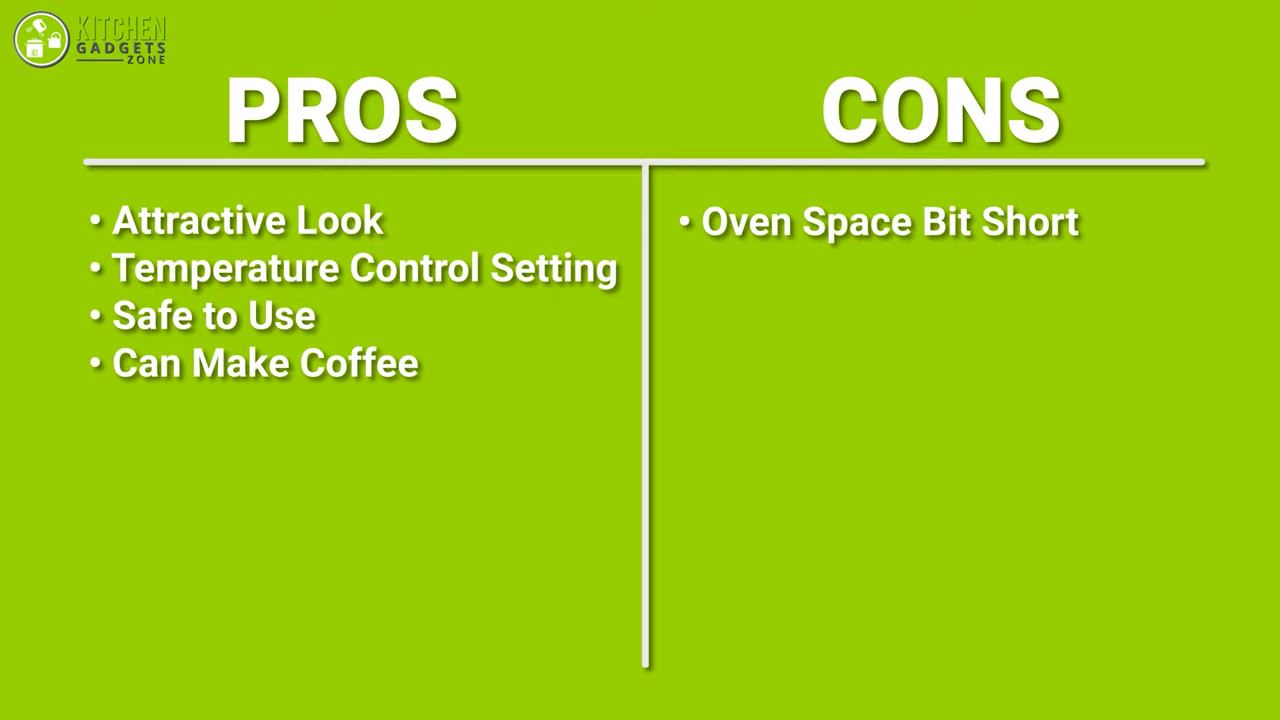 KITCHEN
GADGETS
ZONE
PROS
CONS
• Attractive Look
• Temperature Control Setting
• Safe to Use
• Can Make Coffee
• Oven Space Bit Short